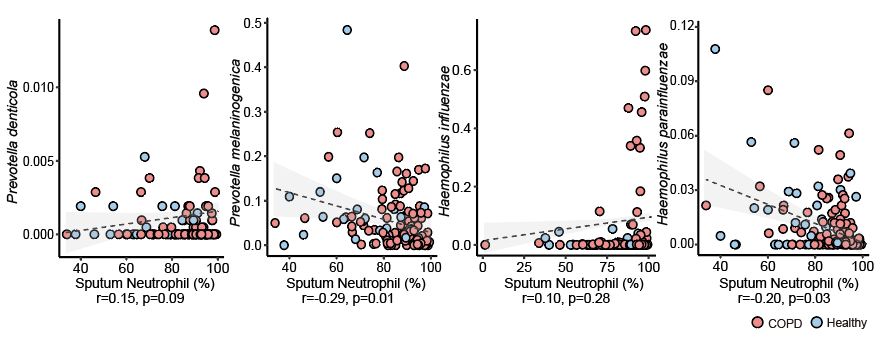 Prevotella denticola
0.010
0.005
0.000
40 60 80 100
Sputum Neutrophil (%)
r=0.15, p=0.09
Prevotella melaninogenica
0.5
0.4
0.3
0.2
0.1
0.0
40 60 80 100
Sputum Neutrophil (%)
r=-0.29, p=0.01
Haemophilus influenzae
0.6
0.4
0.2
0.0
0 25 50 75 100
Sputum Neutrophil (%)
r=0.10, p=0.28
Haemophilus parainfluenzae
0.12
0.09
0.06
0.03
0.00
40 60 80 100
Sputum Neutrophil (%)
r=-0.20, p=0.03
COPD Healthy